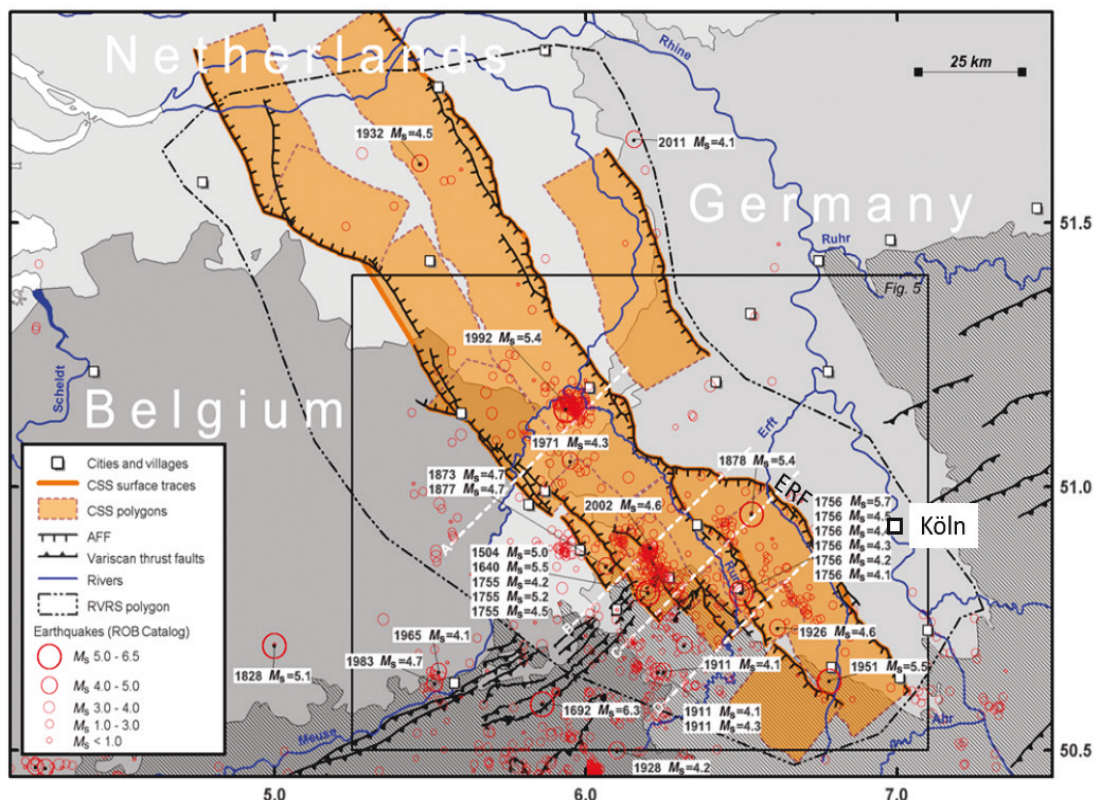 Netherlands
Rhine
25 km
1932 Ms=4.5
2011 Ms=4.1
Germany
51.5
Ruhr
Fig. 5
1992 Ms=5.4
Scheldt
Belgium
Erft
1971 Ms=4.3
1878 Ms=5.4
1873 Ms=4.7
1877 Ms=4.7
ERF
51.0
2002 Ms=4.6
1756 Ms=5.7
1756 Ms=4.4
1756 Ms=4.3
1756 Ms=4.2
1756 Ms=4.1
Köln
A
1504 Ms=5.0
1640 Ms=5.5
1755 Ms=4.2
1755 Ms=5.2
1755 Ms=4.5
B
C
1926 Ms=4.6
1965 Ms=4.1
1983 Ms=4.7
1911 Ms=4.1
1951 Ms=5.5
1828 Ms=5.1
1692 Ms=6.3
1911 Ms=4.1
1911 Ms=4.3
Meuse
Ahr
50.5
1928 Ms=4.2
5.0
6.0
7.0
Cities and villages
CSS surface traces
CSS polygons
AFF
Variscan thrust faults
Rivers
RVRS polygon
Earthquakes (ROB Catalog)
Ms 5.0 - 6.5
Ms 4.0 - 5.0
Ms 3.0 - 4.0
Ms 1.0 - 3.0
Ms < 1.0